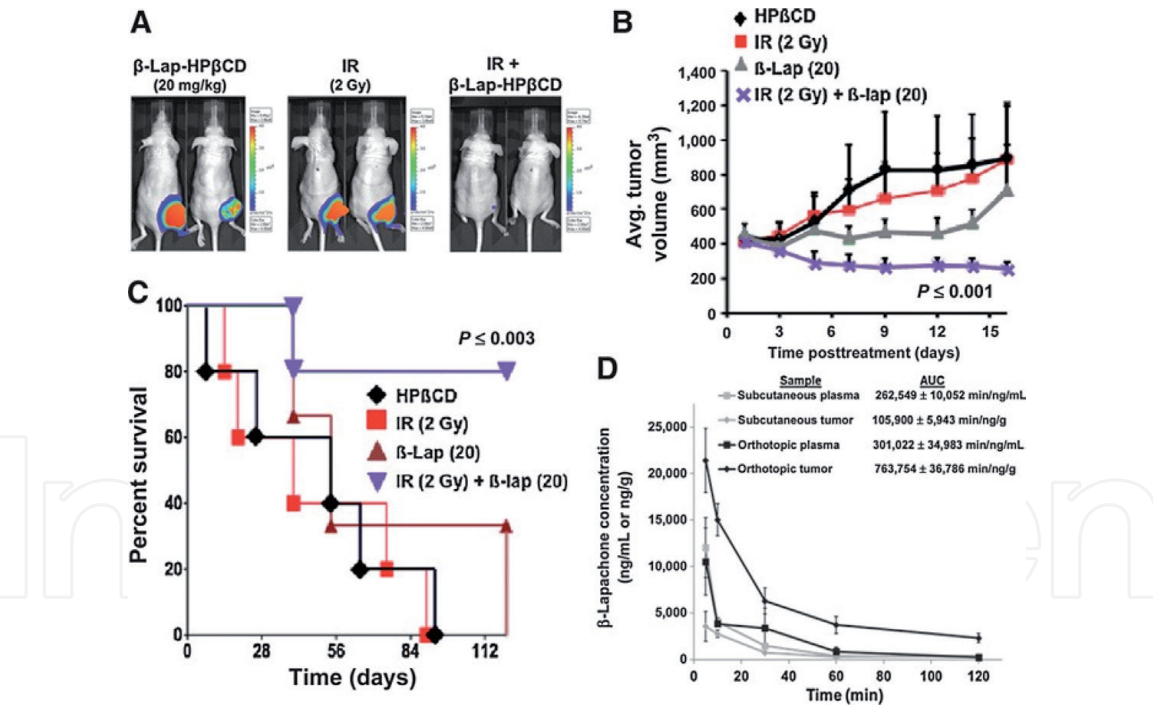 A
β-Lap-HPβCD
(20 mg/kg)
IR
(2 Gy)
IR +
β-Lap-HPβCD
B
HPßCD
IR (2 Gy)
ß-Lap (20)
IR (2 Gy) + ß-lap (20)
1,400
1,200
1,000
800
600
400
200
0
Avg. tumor
volume (mm³)
P ≤ 0.001
0 3 6 9 12 15
Time posttreatment (days)
C
100
80
60
40
20
0
Percent survival
P ≤ 0.003
HPßCD
IR (2 Gy)
ß-Lap (20)
IR (2 Gy) + ß-lap (20)
0 28 56 84 112
Time (days)
D
Sample AUC
Subcutaneous plasma 262,549 ± 10,052 min/ng/mL
Subcutaneous tumor 105,900 ± 5,943 min/ng/g
Orthotopic plasma 301,022 ± 34,983 min/ng/mL
Orthotopic tumor 763,754 ± 36,786 min/ng/g
25,000
20,000
15,000
10,000
5,000
0
β-Lapachone concentration
(ng/mL or ng/g)
0 20 40 60 80 100 120
Time (min)